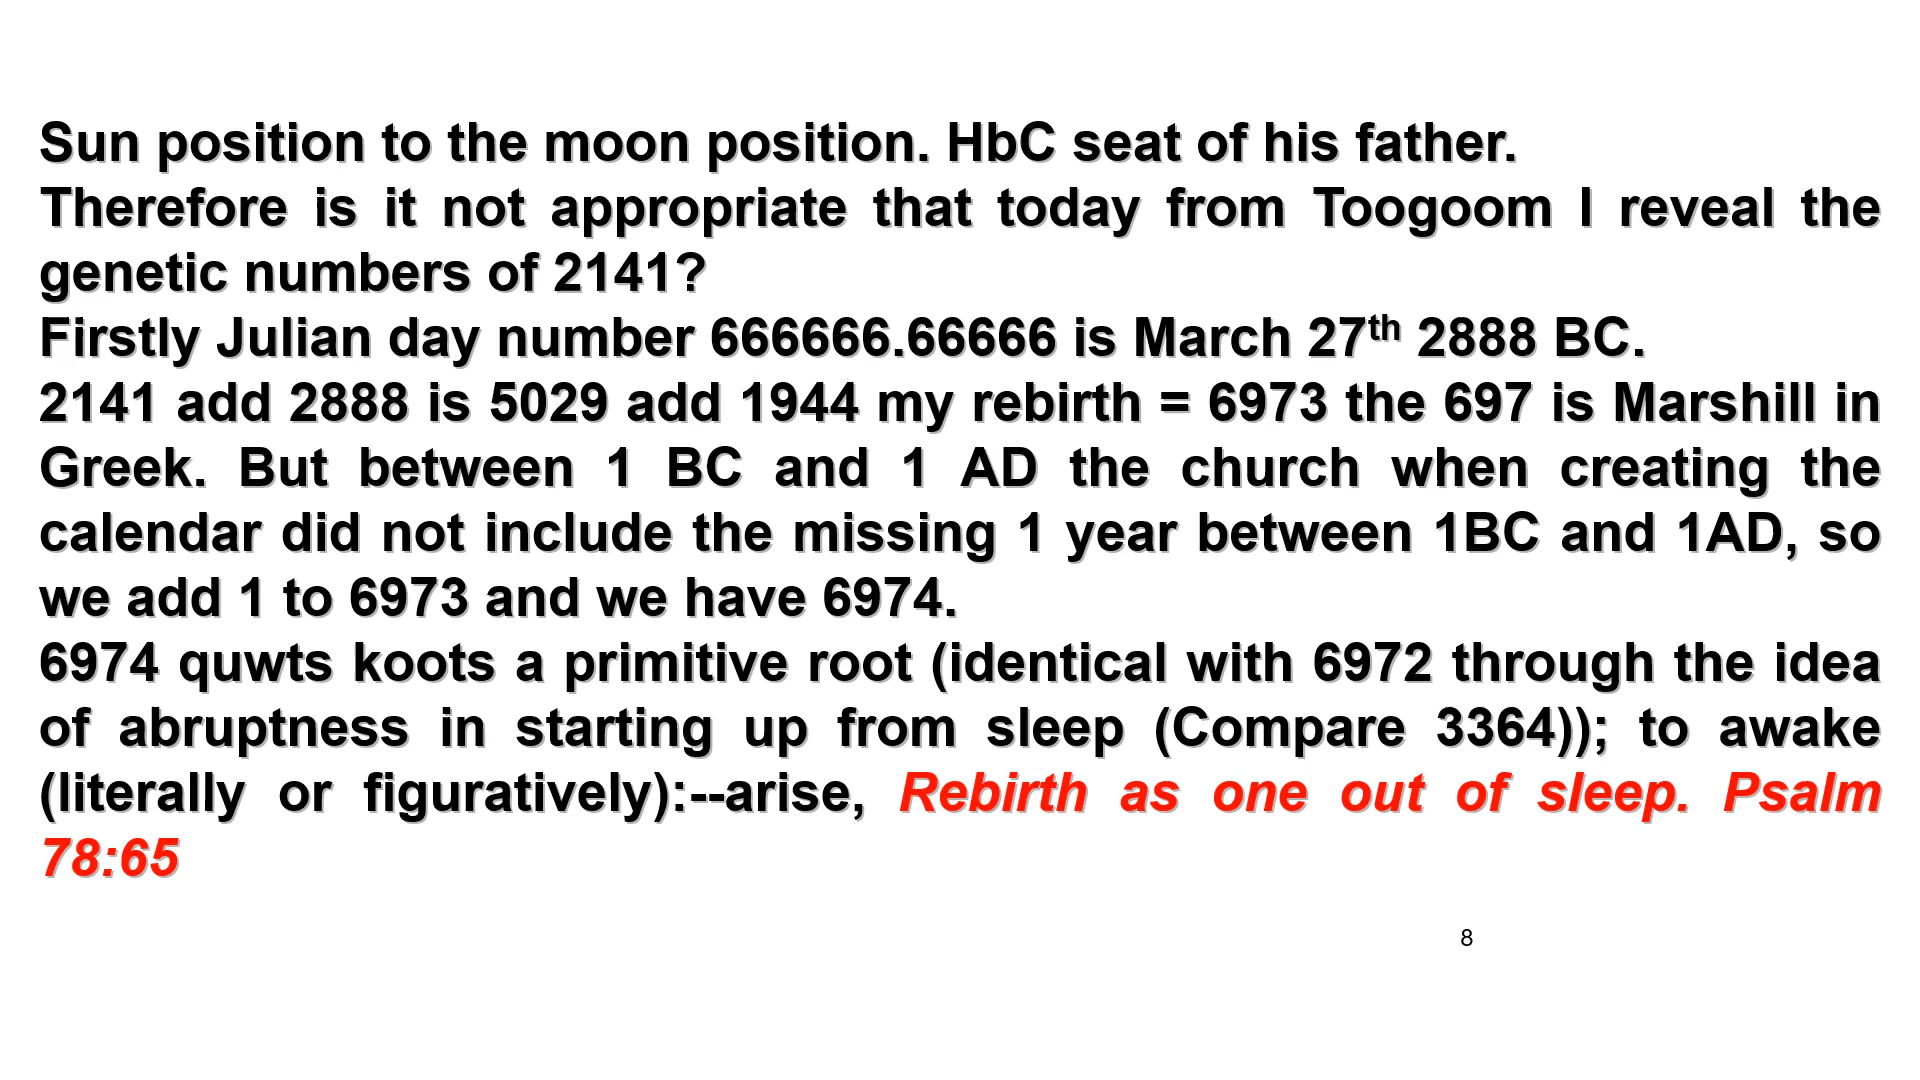 Sun position to the moon position. HbC seat of his father.
Therefore is it not appropriate that today from Toogoom I reveal the
genetic numbers of 2141?
Firstly Julian day number 666666.66666 is March 27th 2888 BC.
2141 add 2888 is 5029 add 1944 my rebirth = 6973 the 697 is Marshill in
Greek. But between 1 BC and 1 AD the church when creating the
calendar did not include the missing 1 year between 1BC and 1AD, so
we add 1 to 6973 and we have 6974.
6974 quwts koots a primitive root (identical with 6972 through the idea
of abruptness in starting up from sleep (Compare 3364)); to awake
(literally or figuratively):--arise, Rebirth as one out of sleep. Psalm
78:65
8